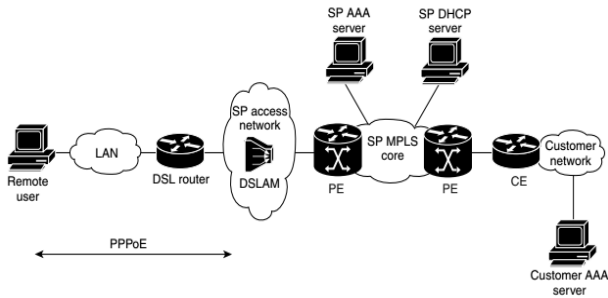 SP AAA
server
SP DHCP
server
SP access
network
LAN
SP MPLS
core
Customer
network
DSL router
DSLAM
Remote
user
PE
PE
CE
PPPoE
Customer AAA
server